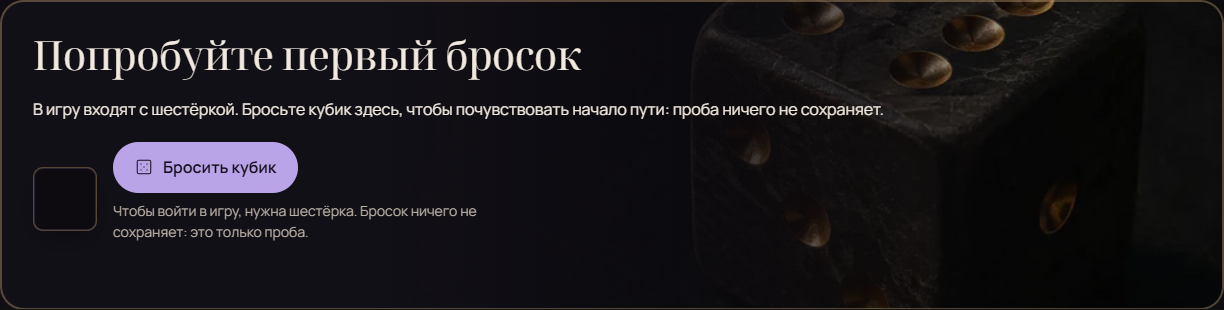 Попробуйте первый бросок
В игру входят с шестёркой. Бросьте кубик здесь, чтобы почувствовать начало пути: проба ничего не сохраняет.
Бросить кубик
Чтобы войти в игру, нужна шестёрка. Бросок ничего не
сохраняет: это только проба.